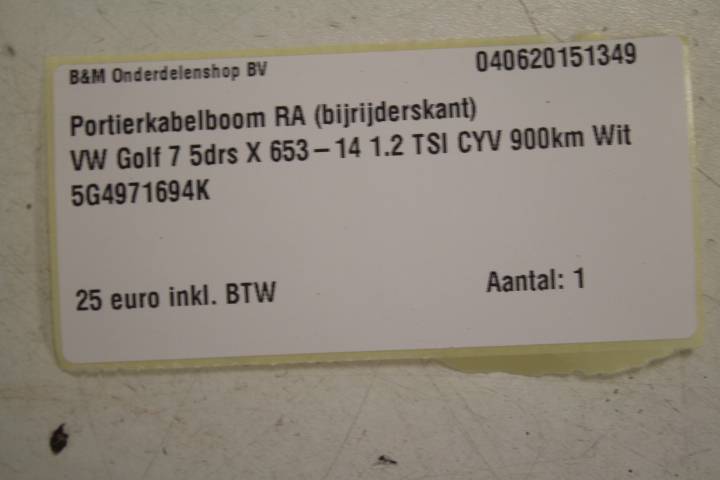 B&M Onderdelenshop BV 040620151349
Portierkabelboom RA (bijrijderskant)
VW Golf 7 5drs X 653-14 1.2 TSI CYV 900km Wit
5G4971694K
25 euro inkl. BTW Aantal: 1